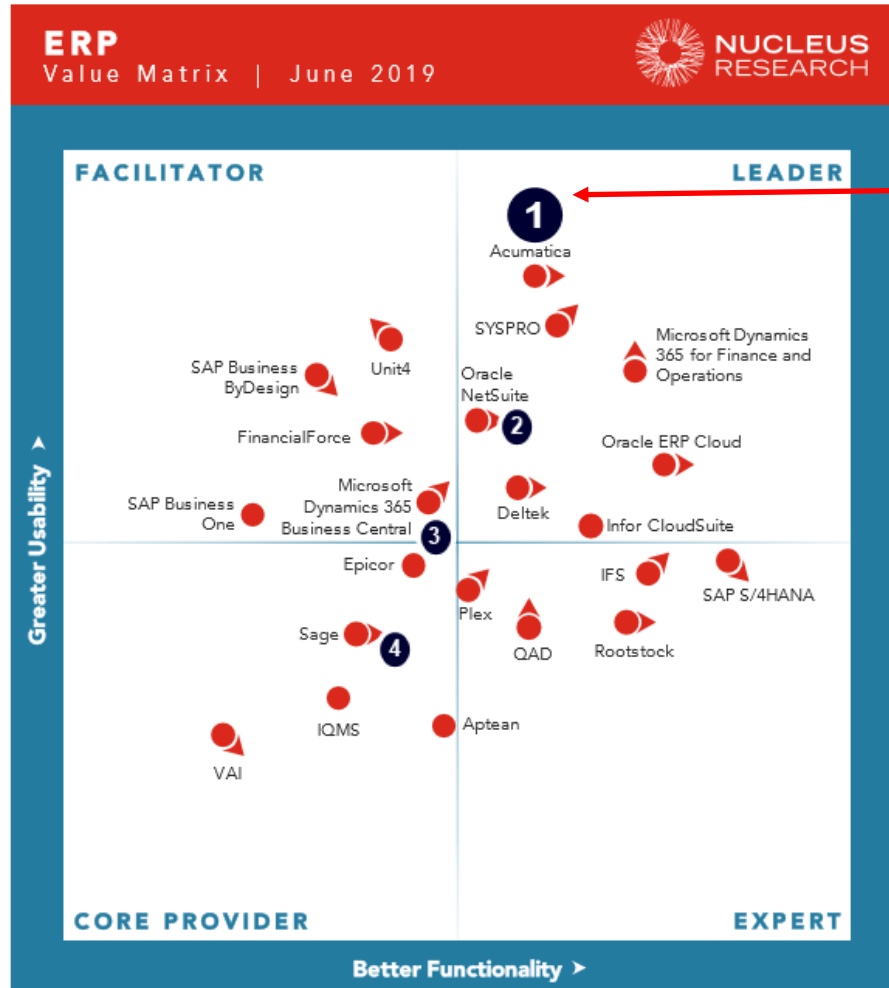 ERP
Value Matrix | June 2019
NUCLEUS
RESEARCH
FACILITATOR
LEADER
1
Acumatica
SYSPRO
Microsoft Dynamics
365 for Finance and
Operations
Unit4
SAP Business
ByDesign
Oracle
NetSuite
2
FinancialForce
Oracle ERP Cloud
Microsoft
Dynamics 365
Business Central
SAP Business
One
Deltek
Infor CloudSuite
3
Epicor
IFS
SAP S/4HANA
Plex
Sage
4
QAD
Rootstock
IQMS
Aptean
VAI
Greater Usability >
CORE PROVIDER
EXPERT
Better Functionality >